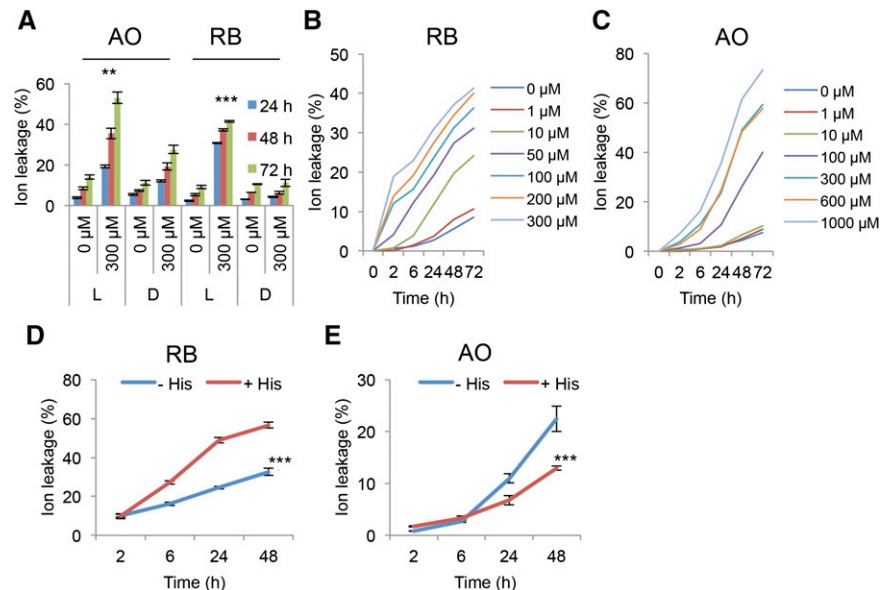 A
AO
RB
Ion leakage (%)
60
40
20
0
**
***
24 h
48 h
72 h
0 µM
300 µM
0 µM
300 µM
0 µM
300 µM
0 µM
300 µM
L
D
L
D
B
RB
Ion leakage (%)
50
40
30
20
10
0
0 2 6 24 48 72
Time (h)
0 µM
1 µM
10 µM
50 µM
100 µM
200 µM
300 µM
C
AO
Ion leakage (%)
80
60
40
20
0
0 2 6 24 48 72
Time (h)
0 µM
1 µM
10 µM
100 µM
300 µM
600 µM
1000 µM
D
RB
- His
+ His
Ion leakage (%)
80
60
40
20
0
***
2 6 24 48
Time (h)
E
AO
- His
+ His
Ion leakage (%)
30
20
10
0
***
2 6 24 48
Time (h)